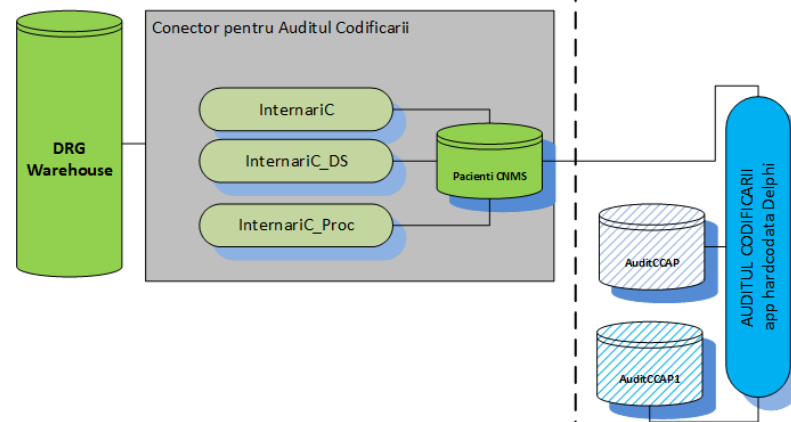 Conector pentru Auditul Codificarii
DRG
Warehouse
InternariC
InternariC_DS
InternariC_Proc
Pacienti CNMS
AuditCCAP
AuditCCAP1
AUDITUL CODIFICARII
app hardcodata Delphi